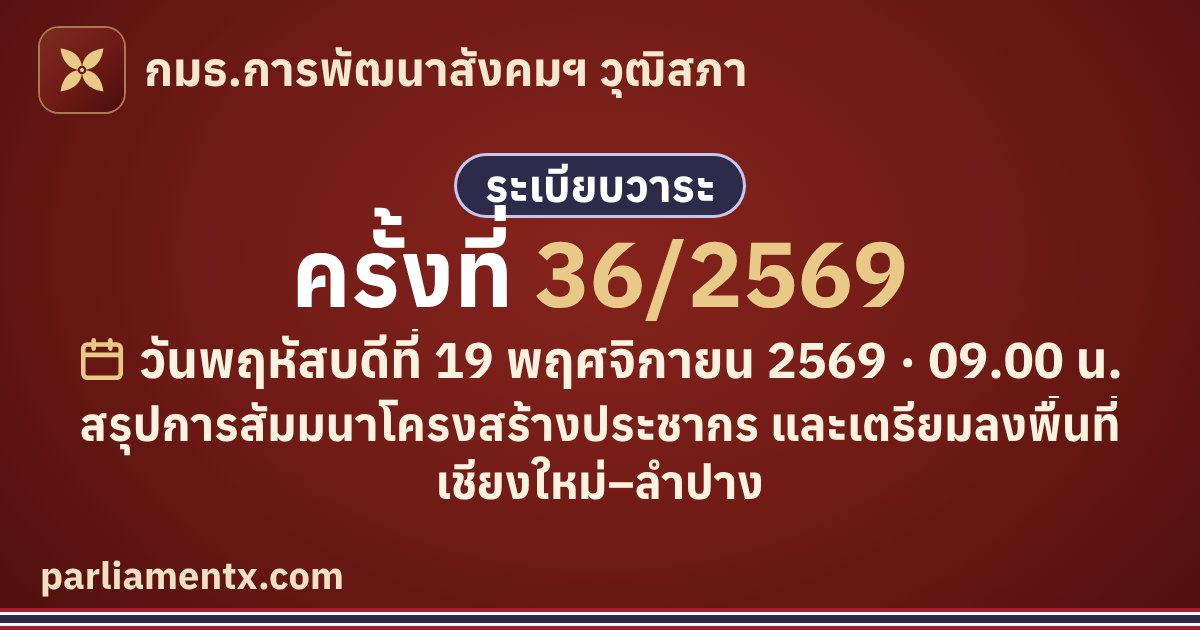 กมธ.การพัฒนาสังคมฯ วุฒิสภา
ระเบียบวาระ
ครั้งที่ 36/2569
วันพฤหัสบดีที่ 19 พฤศจิกายน 2569 · 09.00 น.
สรุปการสัมมนาโครงสร้างประชากร และเตรียมลงพื้นที่
เชียงใหม่–ลำปาง
parliamentx.com